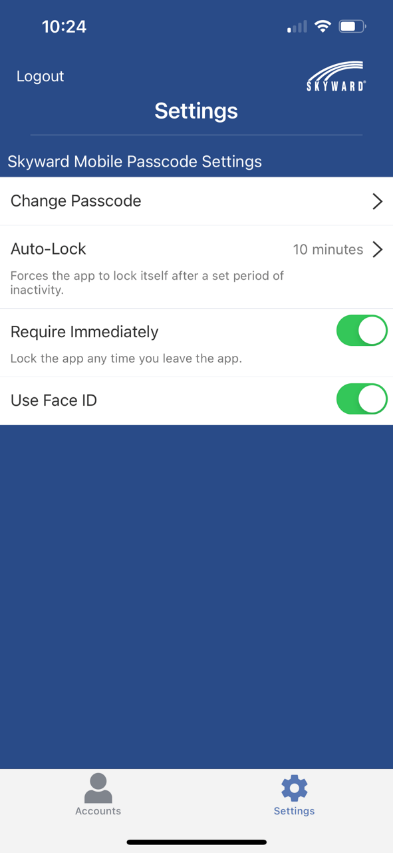 10:24
Logout
SKYWARD®
Settings
Skyward Mobile Passcode Settings
Change Passcode
Auto-Lock 10 minutes
Forces the app to lock itself after a set period of
inactivity.
Require Immediately
Lock the app any time you leave the app.
Use Face ID
Accounts Settings